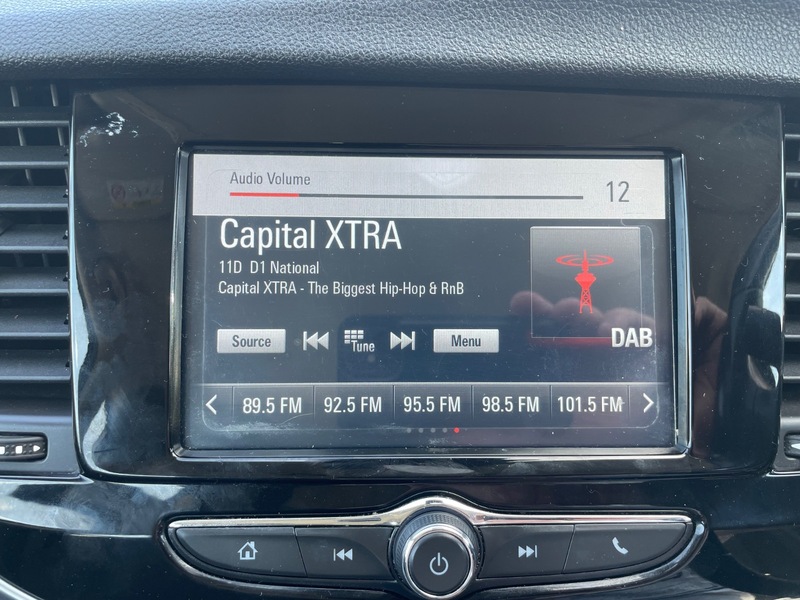 Audio Volume 12
Capital XTRA
11D D1 National
Capital XTRA - The Biggest Hip-Hop & RnB
DAB
Source Tune Menu
89.5 FM 92.5 FM 95.5 FM 98.5 FM 101.5 FM